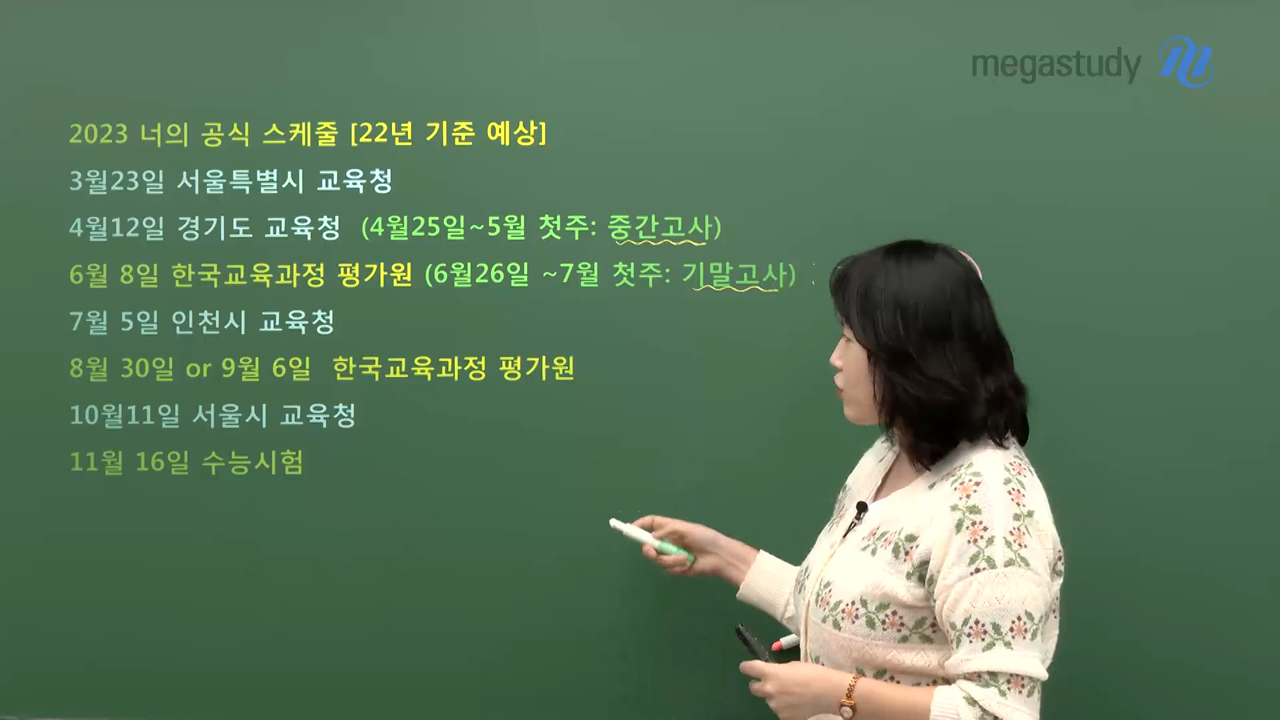 megastudy
2023 너의 공식 스케줄 [22년 기준 예상]
3월23일 서울특별시 교육청
4월12일 경기도 교육청 (4월25일~5월 첫주: 중간고사)
6월 8일 한국교육과정 평가원 (6월26일 ~7월 첫주: 기말고사)
7월 5일 인천시 교육청
8월 30일 or 9월 6일 한국교육과정 평가원
10월11일 서울시 교육청
11월 16일 수능시험